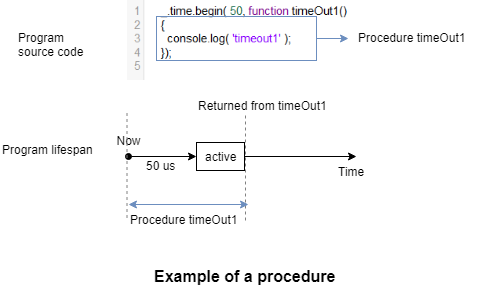 1 .time.begin( 50, function timeOut1()
Program
source code
2 {
3 console.log( 'timeout1' );
4 });
5
Procedure timeOut1
Returned from timeOut1
Program lifespan
Now
active
50 us
Time
Procedure timeOut1
Example of a procedure